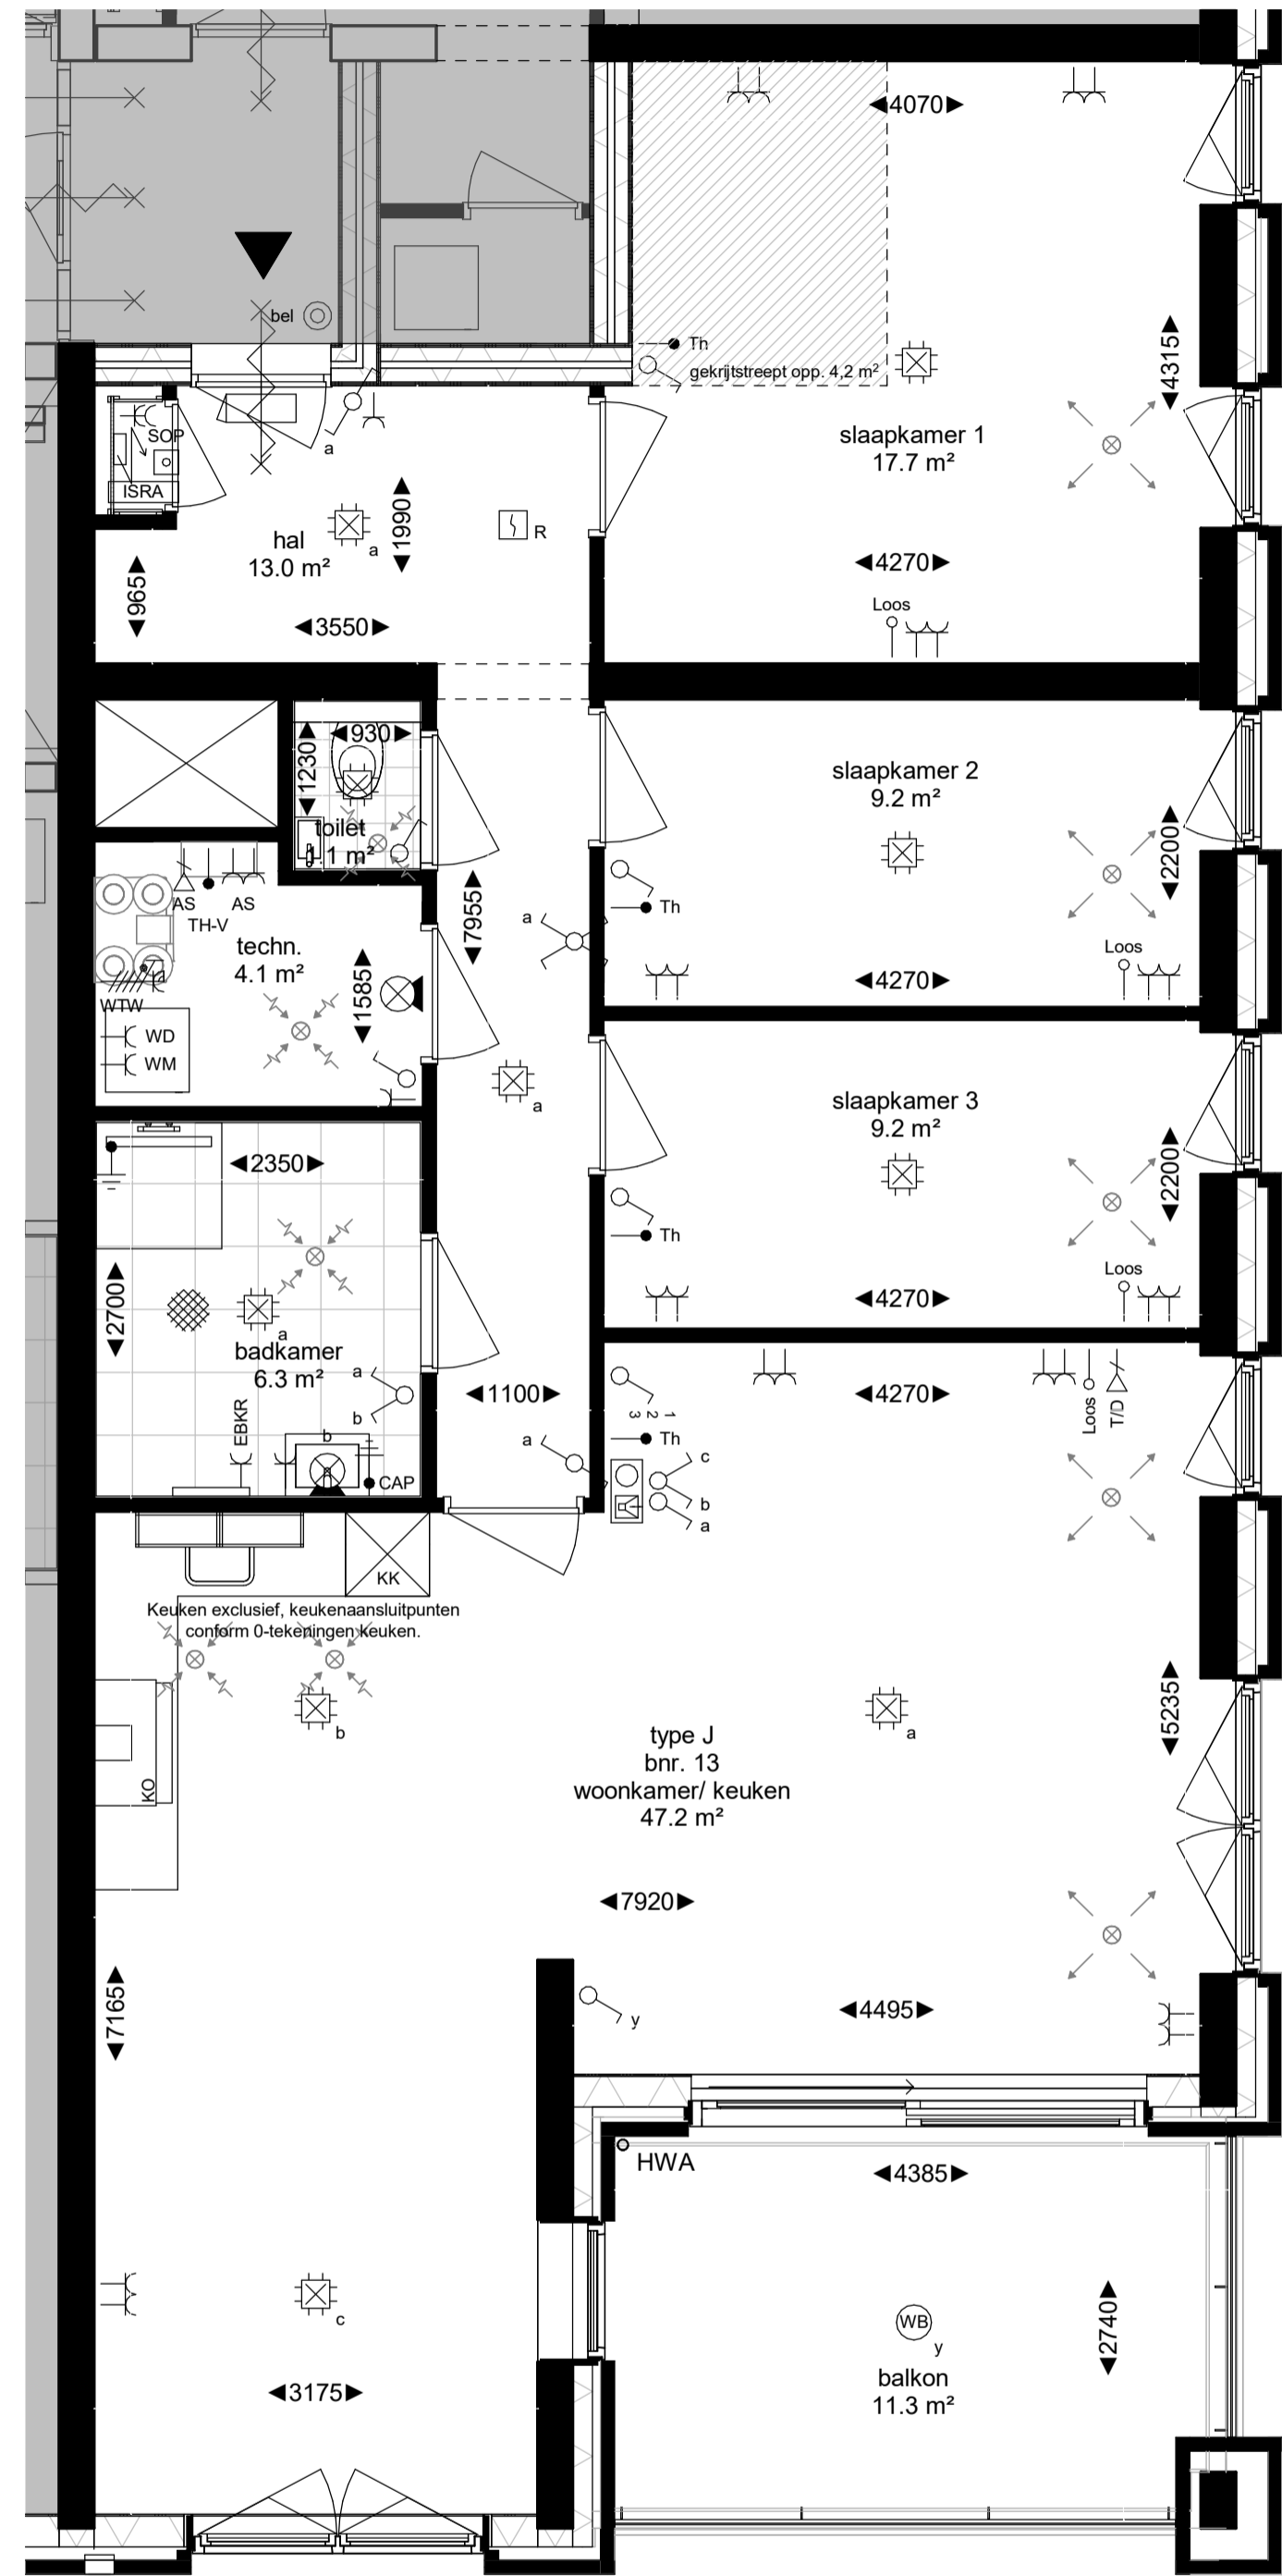 4070
bel
Th
gekrijtstreept opp. 4,2 m²
4315
SOP
ISRA
a
slaapkamer 1
17.7 m²
hal
13.0 m²
a
1990
R
965
3550
4270
Loos
930
1230
toilet
1.1 m²
slaapkamer 2
9.2 m²
2200
AS
TH-V
AS
techn.
4.1 m²
7955
a
Th
Loos
4270
WTW
1585
WD
WM
a
slaapkamer 3
9.2 m²
2200
2350
Th
Loos
4270
2700
a
badkamer
6.3 m²
a
b
EBKR
b
CAP
1100
a
4270
1
2
3
Th
c
b
a
Loos
T/D
KK
Keuken exclusief, keukenaansluitpunten
conform 0-tekeningen keuken.
b
KO
type J
bnr. 13
woonkamer/ keuken
47.2 m²
a
5235
7920
7165
y
4495
HWA
4385
c
WB
y
2740
balkon
11.3 m²
3175